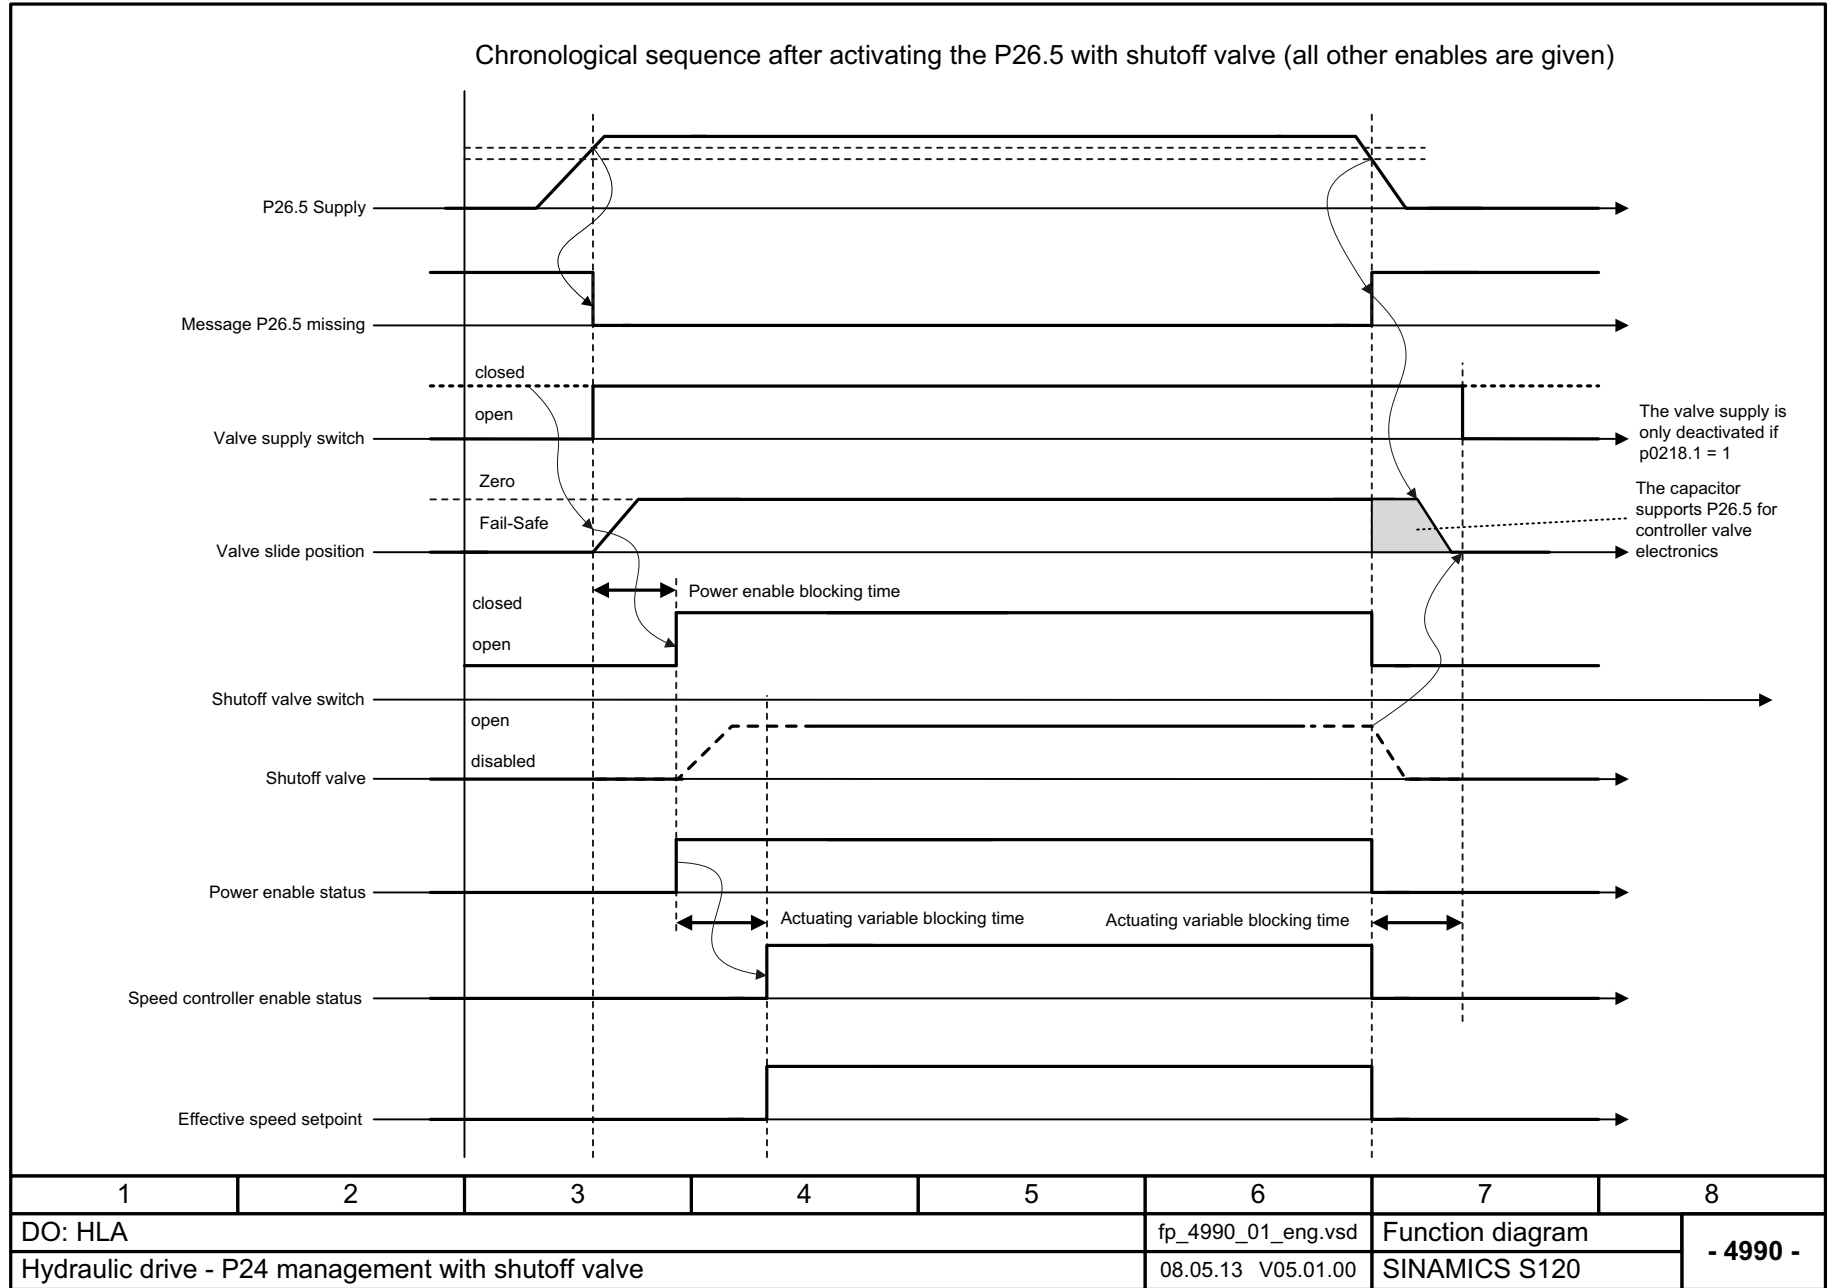 Chronological sequence after activating the P26.5 with shutoff valve (all other enables are given)
P26.5 Supply
Message P26.5 missing
closed
open
Valve supply switch
The valve supply is
only deactivated if
p0218.1 = 1
Zero
Fail-Safe
Valve slide position
The capacitor
supports P26.5 for
controller valve
electronics
Power enable blocking time
closed
open
Shutoff valve switch
open
disabled
Shutoff valve
Power enable status
Actuating variable blocking time
Actuating variable blocking time
Speed controller enable status
Effective speed setpoint
1 2 3 4 5 6 7 8
DO: HLA
fp_4990_01_eng.vsd
Function diagram
- 4990 -
Hydraulic drive - P24 management with shutoff valve
08.05.13 V05.01.00
SINAMICS S120